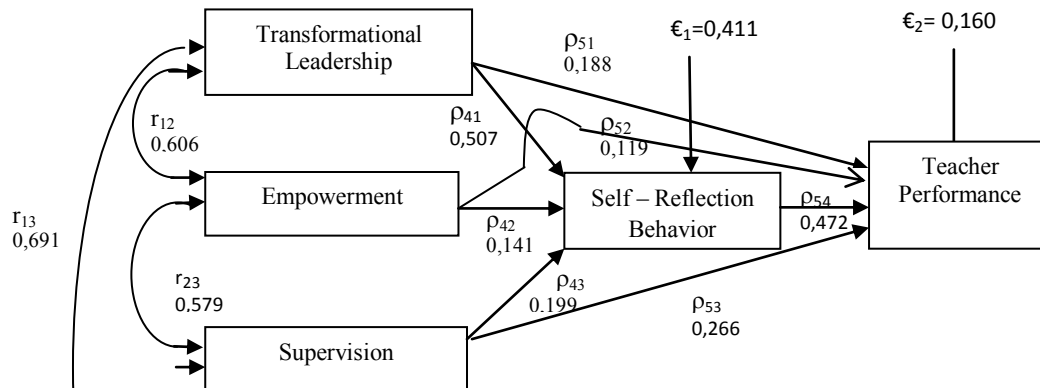 Transformational
Leadership
€1=0,411
€2= 0,160
ρ51
0,188
r12
0.606
ρ41
0,507
ρ52
0,119
Teacher
Performance
Empowerment
Self – Reflection
Behavior
ρ54
0,472
r13
0,691
ρ42
0,141
r23
0,579
ρ43
0,199
ρ53
0,266
Supervision